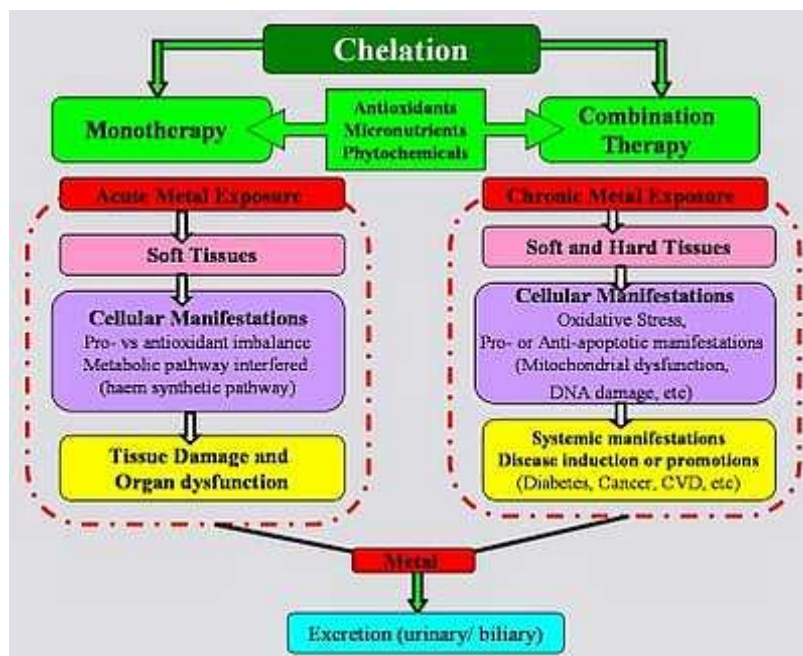 Chelation
Monotherapy
Antioxidants
Micronutrients
Phytochemicals
Combination
Therapy
Acute Metal Exposure
Soft Tissues
Cellular Manifestations
Pro- vs antioxidant imbalance
Metabolic pathway interfered
(haem synthetic pathway)
Tissue Damage and
Organ dysfunction
Chronic Metal Exposure
Soft and Hard Tissues
Cellular Manifestations
Oxidative Stress,
Pro- or Anti-apoptotic manifestations
(Mitochondrial dysfunction,
DNA damage, etc)
Systemic manifestations
Disease induction or promotions
(Diabetes, Cancer, CVD, etc)
Metal
Excretion (urinary/ biliary)